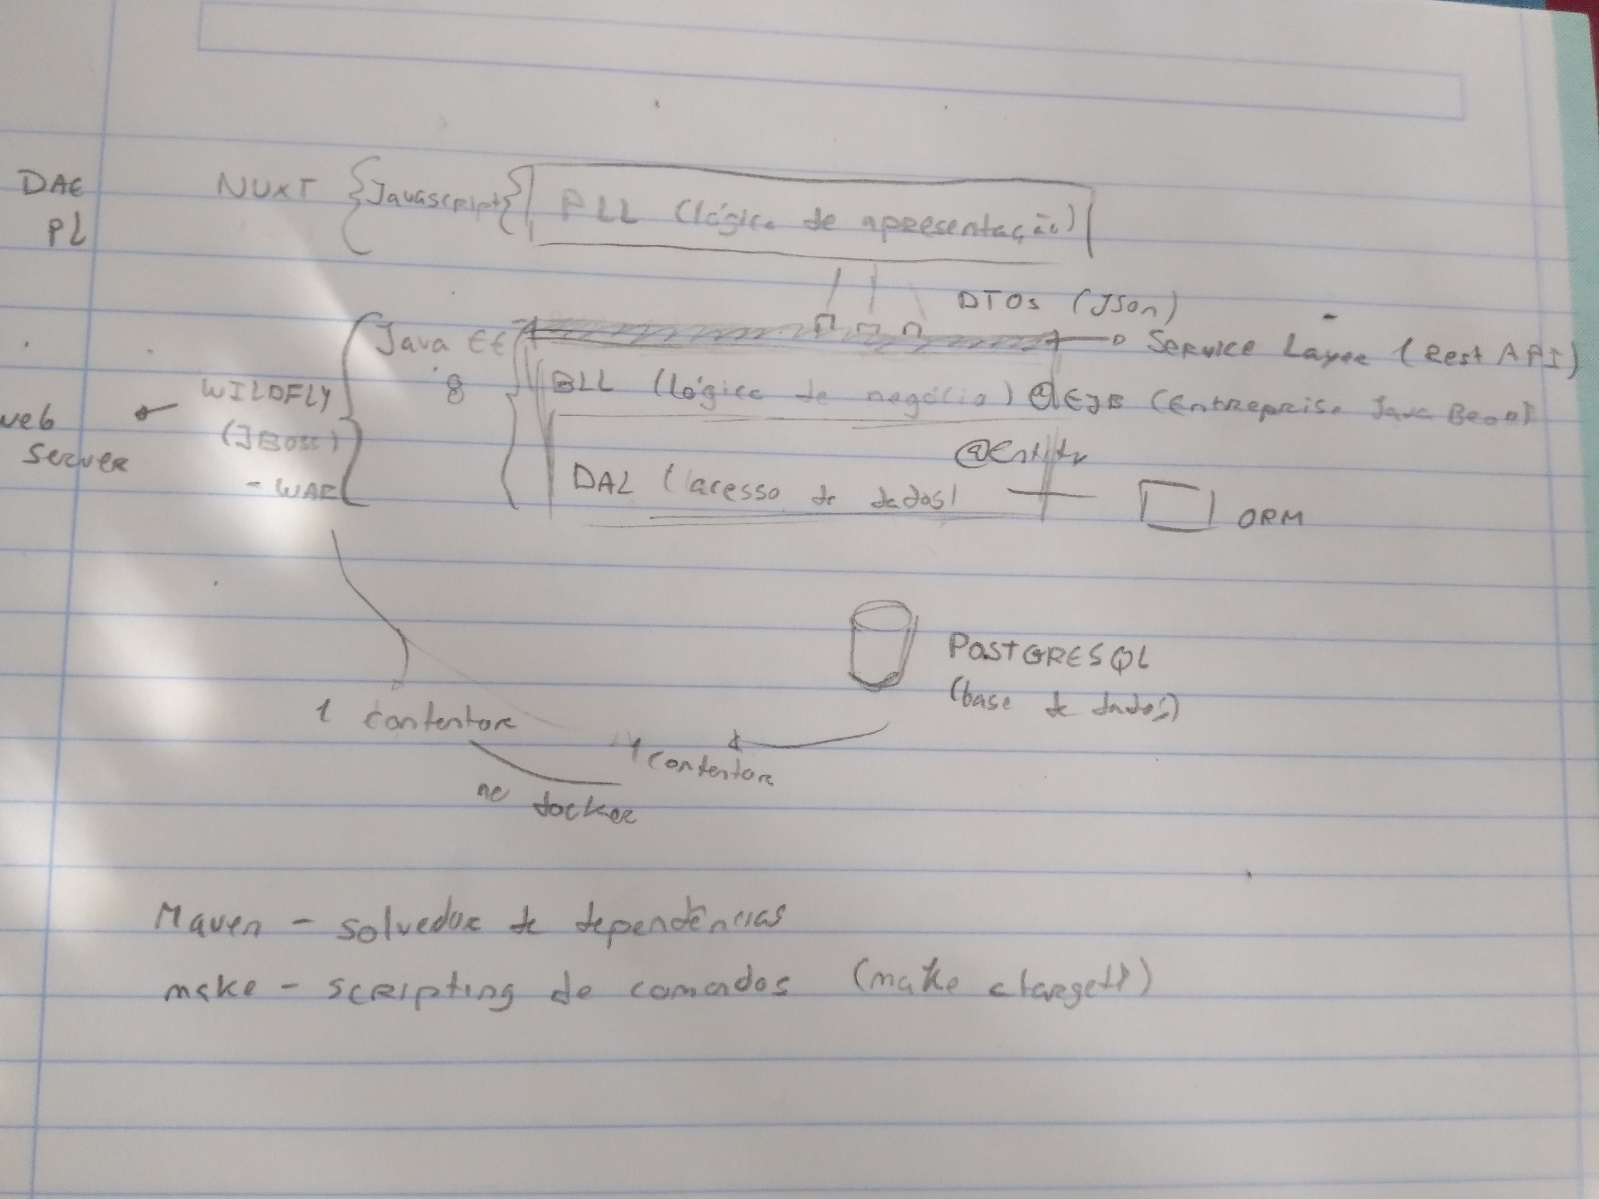 DAE
PL
NUXT { Javascript { PLL (lógica de apresentação)
DTOs (JSon)
Java EE 8
Service Layer (Rest API)
BLL (lógica de negócio) @EJB (Entreprise Java Bean)
WILDFLY
(JBoss)
- WAR
web
server
@Entity
DAL (acesso de dados)
ORM
POSTGRESQL
(base de dados)
1 contentor
1 contentor
no docker
Maven - solvedor de dependências
make - scripting de comados (make <target>)